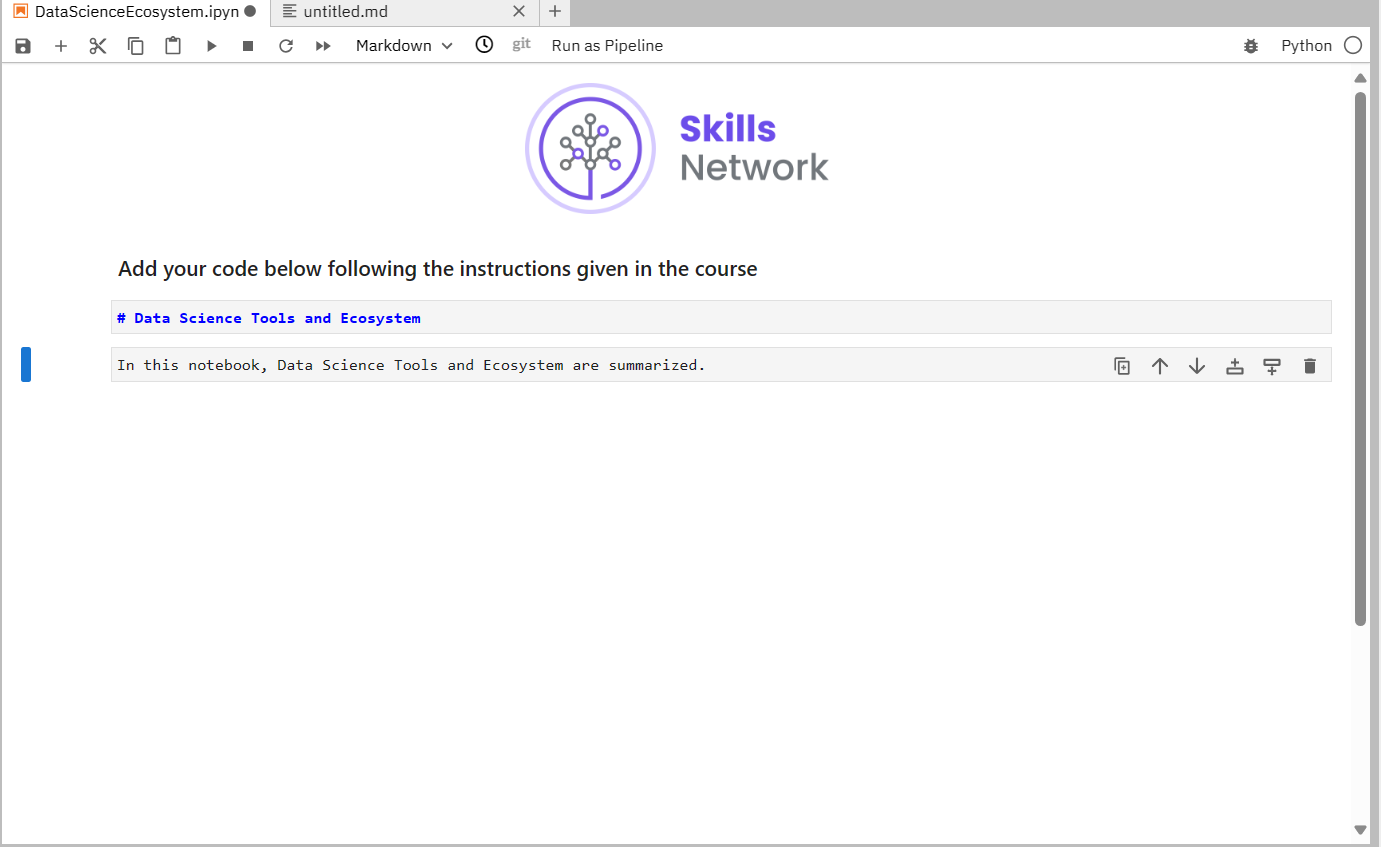 DataScienceEcosystem.ipyn
untitled.md
Markdown
git
Run as Pipeline
Python
Skills
Network
Add your code below following the instructions given in the course
# Data Science Tools and Ecosystem
In this notebook, Data Science Tools and Ecosystem are summarized.